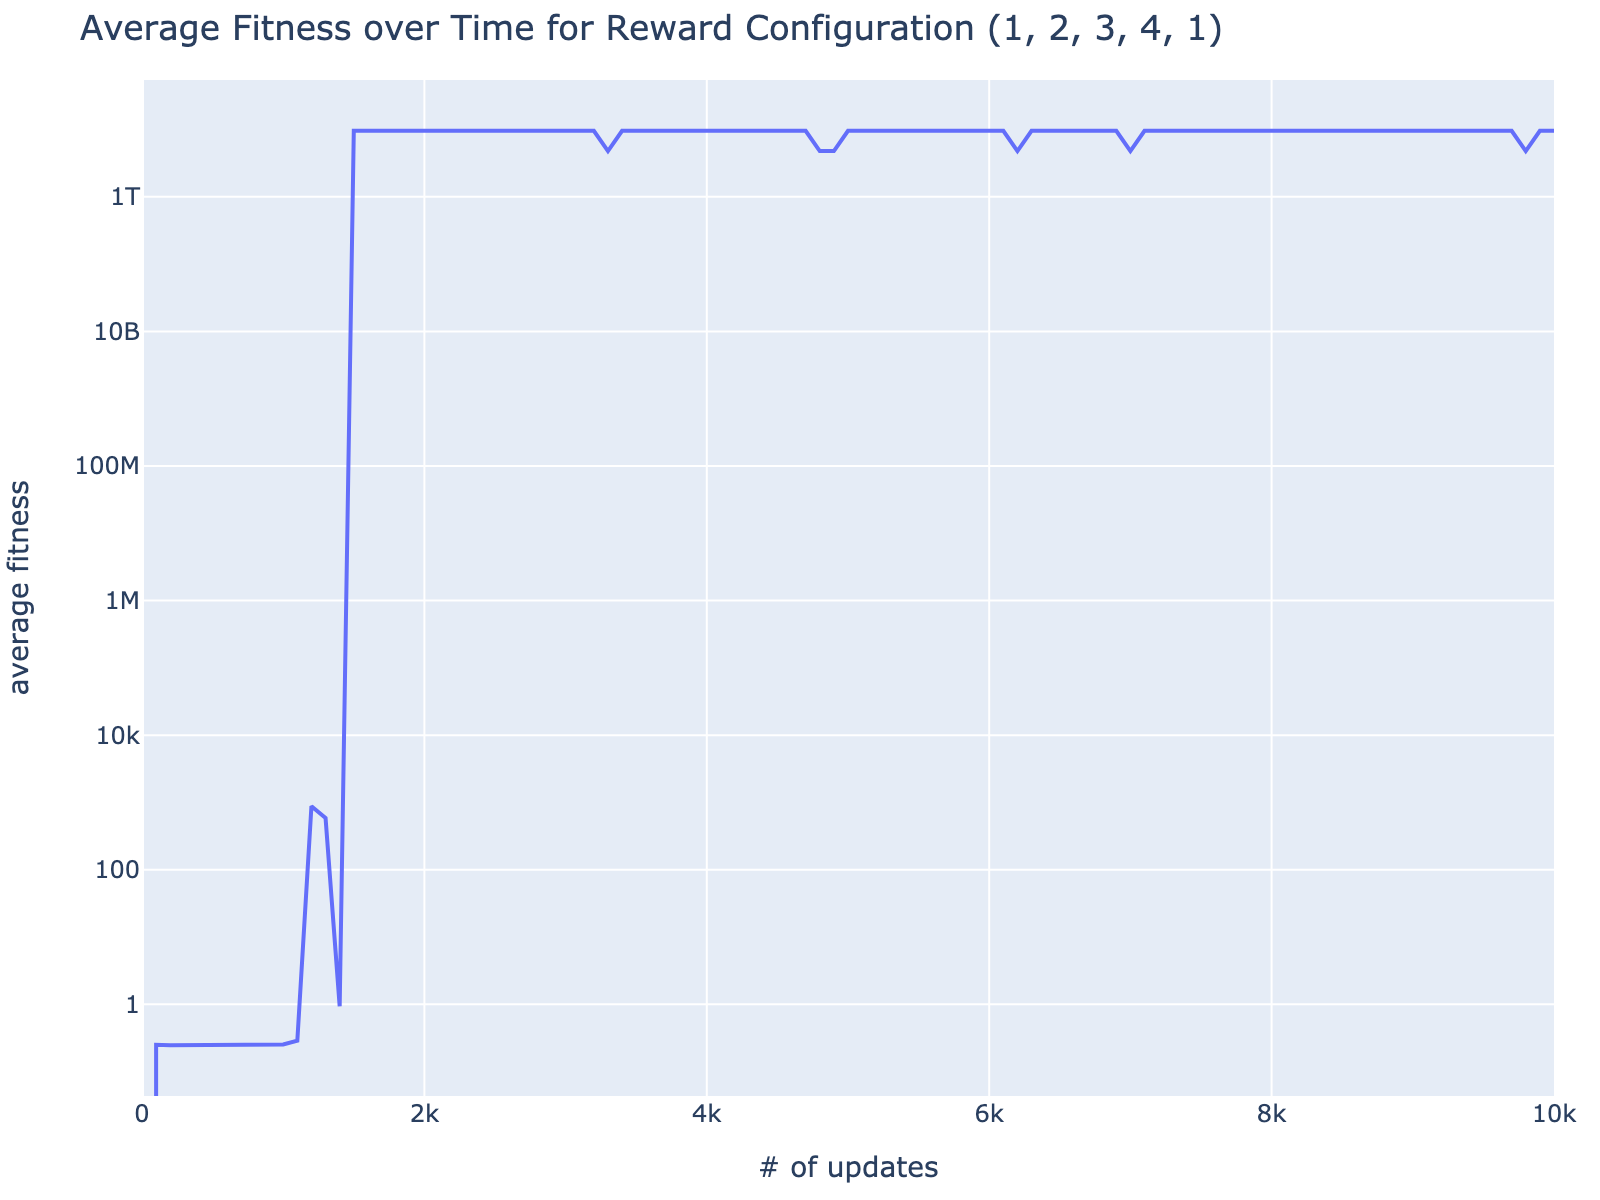 Average Fitness over Time for Reward Configuration (1, 2, 3, 4, 1)
1T
10B
100M
1M
10k
100
1
average fitness
0 2k 4k 6k 8k 10k
# of updates